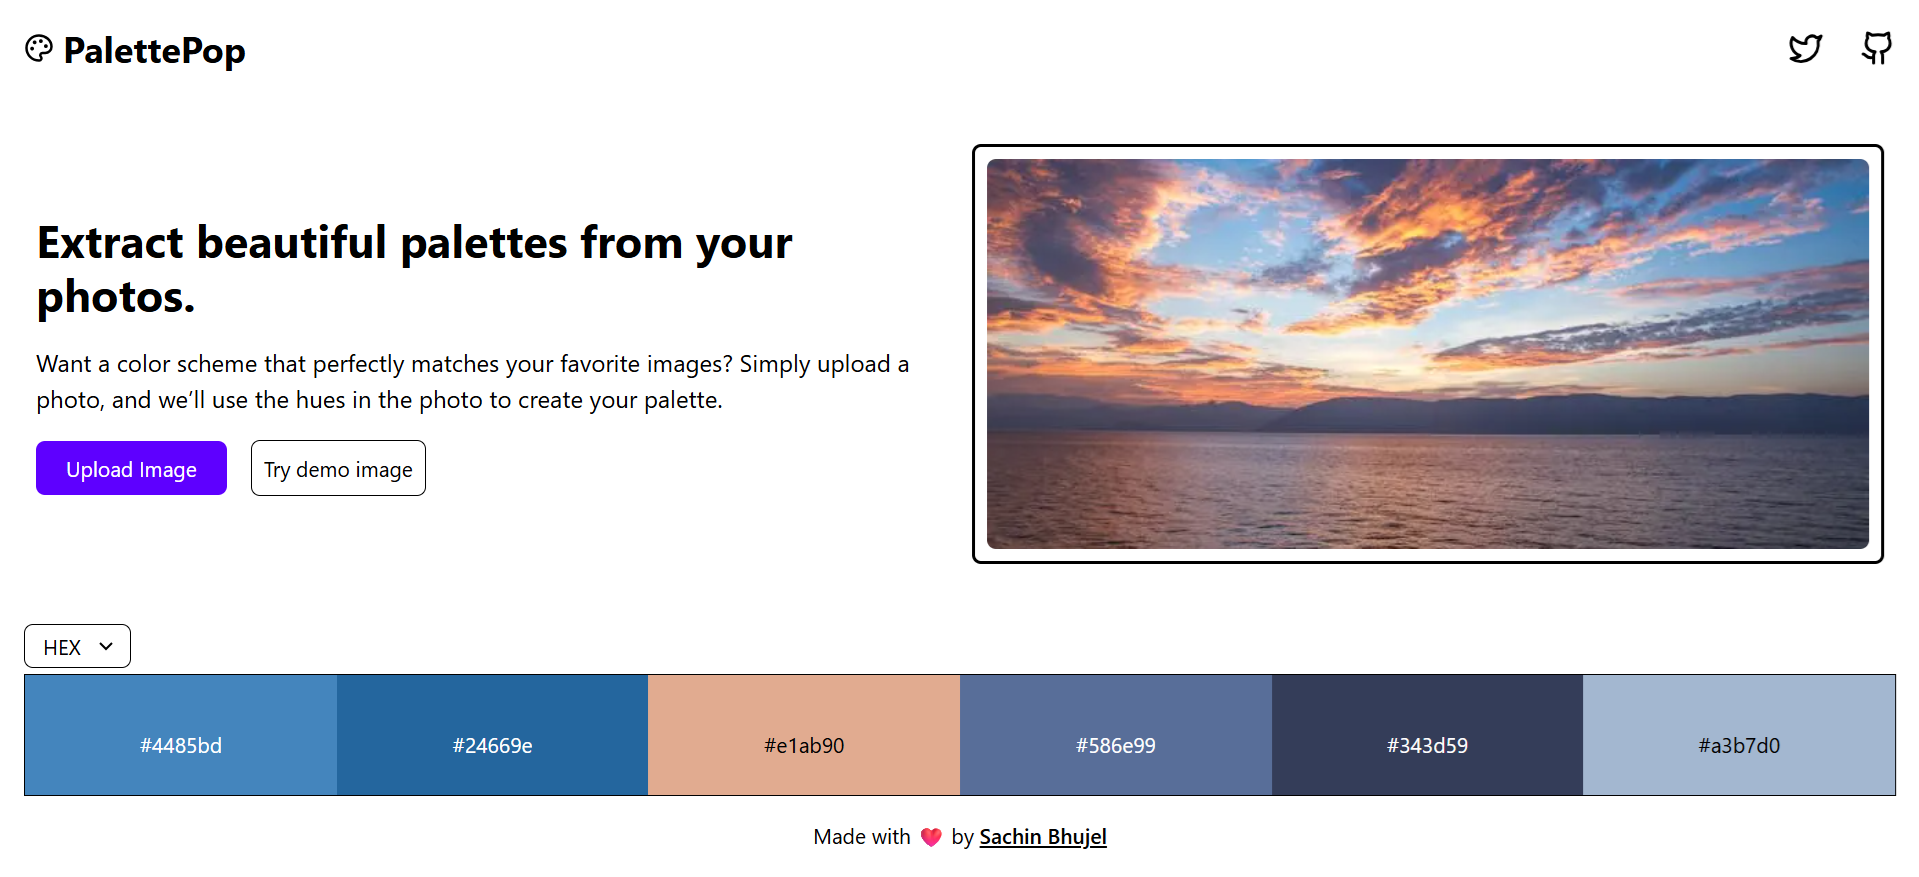 PalettePop
Extract beautiful palettes from your
photos.
Want a color scheme that perfectly matches your favorite images? Simply upload a
photo, and we’ll use the hues in the photo to create your palette.
Upload Image
Try demo image
HEX
#4485bd
#24669e
#e1ab90
#586e99
#343d59
#a3b7d0
Made with ❤️ by Sachin Bhujel